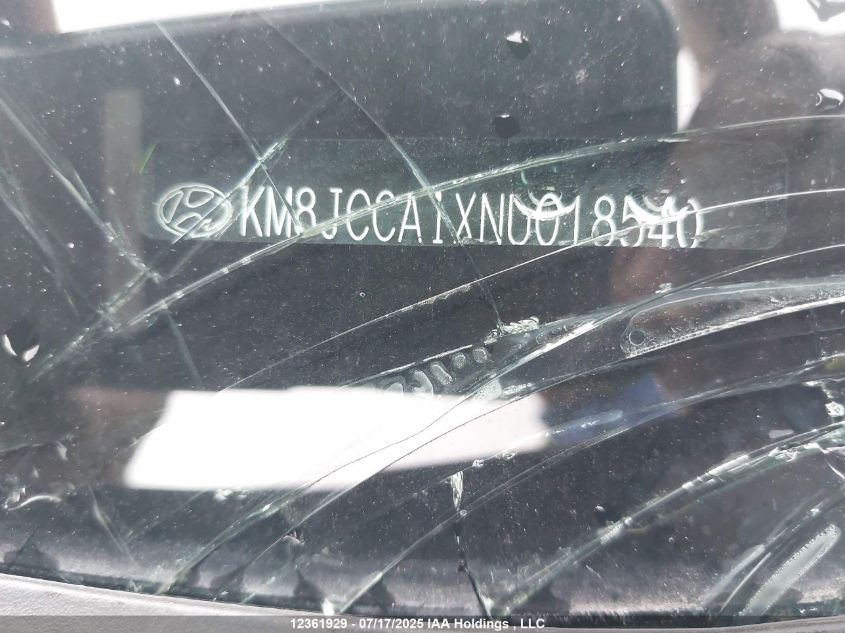 KM8JCCA1XNU018540
12361929 - 07/17/2025 IAA Holdings , LLC